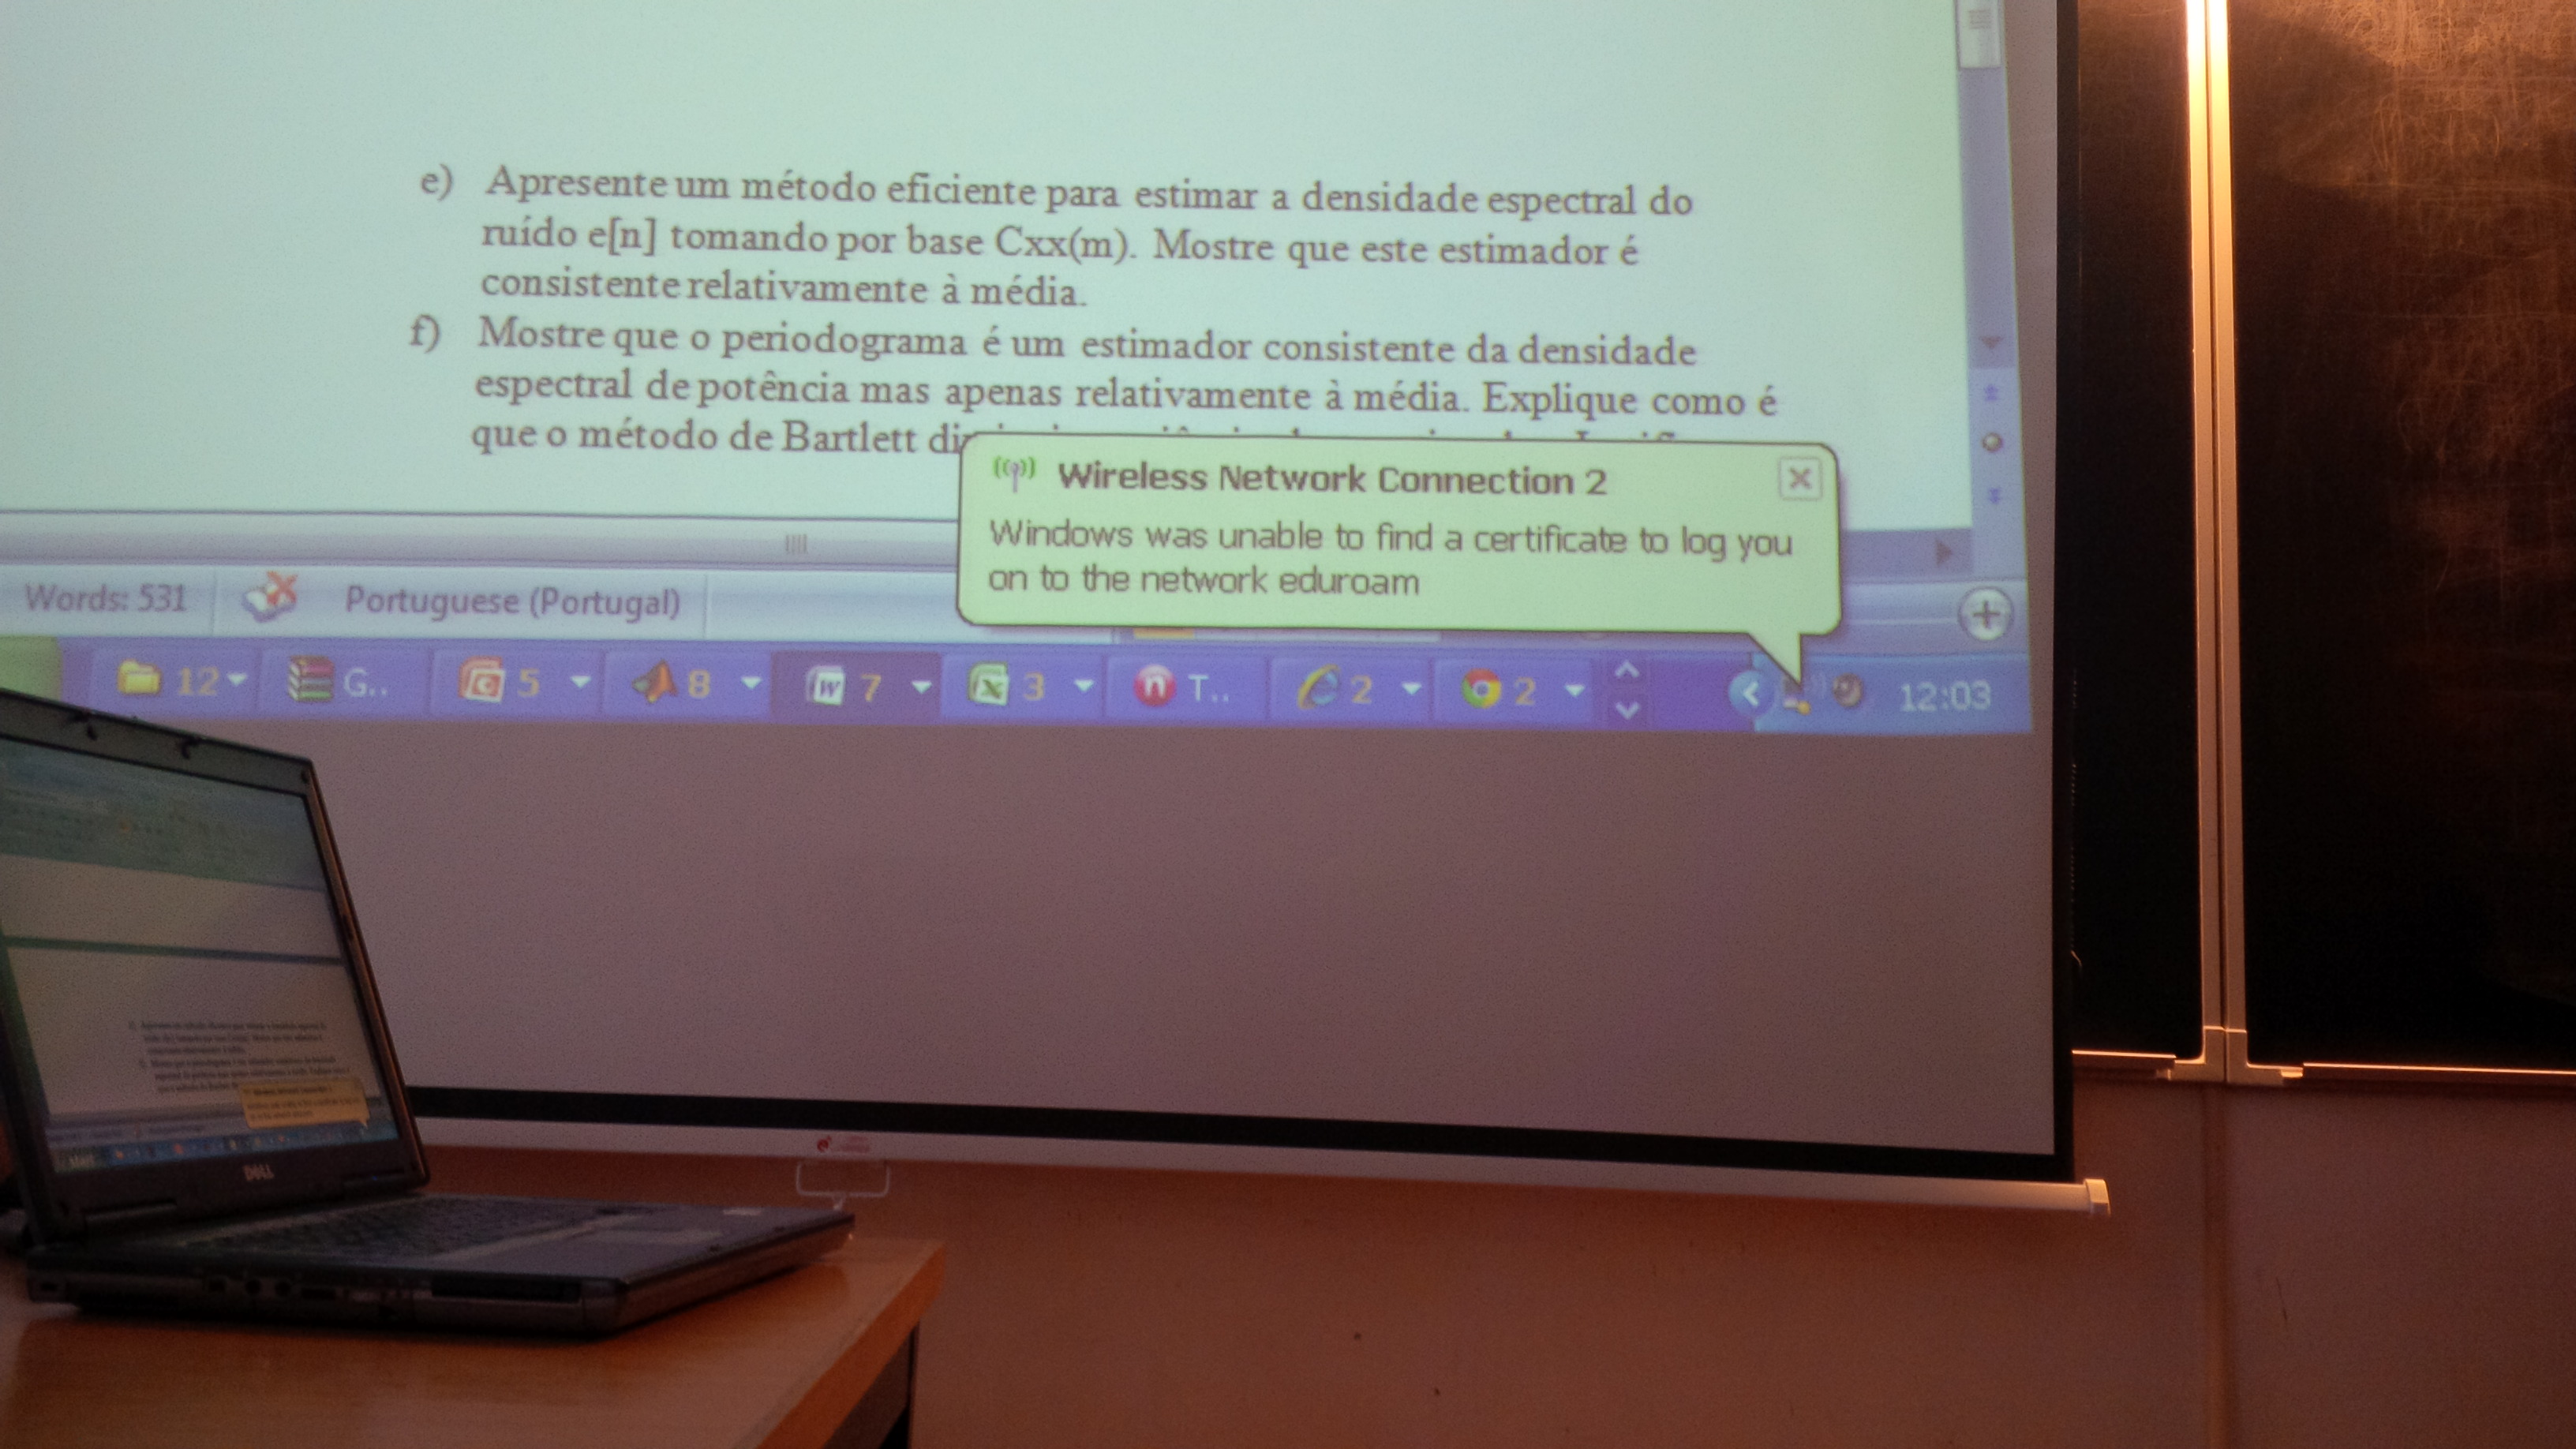 e) Apresente um método eficiente para estimar a densidade espectral do
ruído e[n] tomando por base Cxx(m). Mostre que este estimador é
consistente relativamente à média.
f) Mostre que o periodograma é um estimador consistente da densidade
espectral de potência mas apenas relativamente à média. Explique como é
que o método de Bartlett
Wireless Network Connection 2
Windows was unable to find a certificate to log you
on to the network eduroam
Words: 531 Portuguese (Portugal)
12 G.. 5 8 7 3 T.. 2 2 12:03
DELL